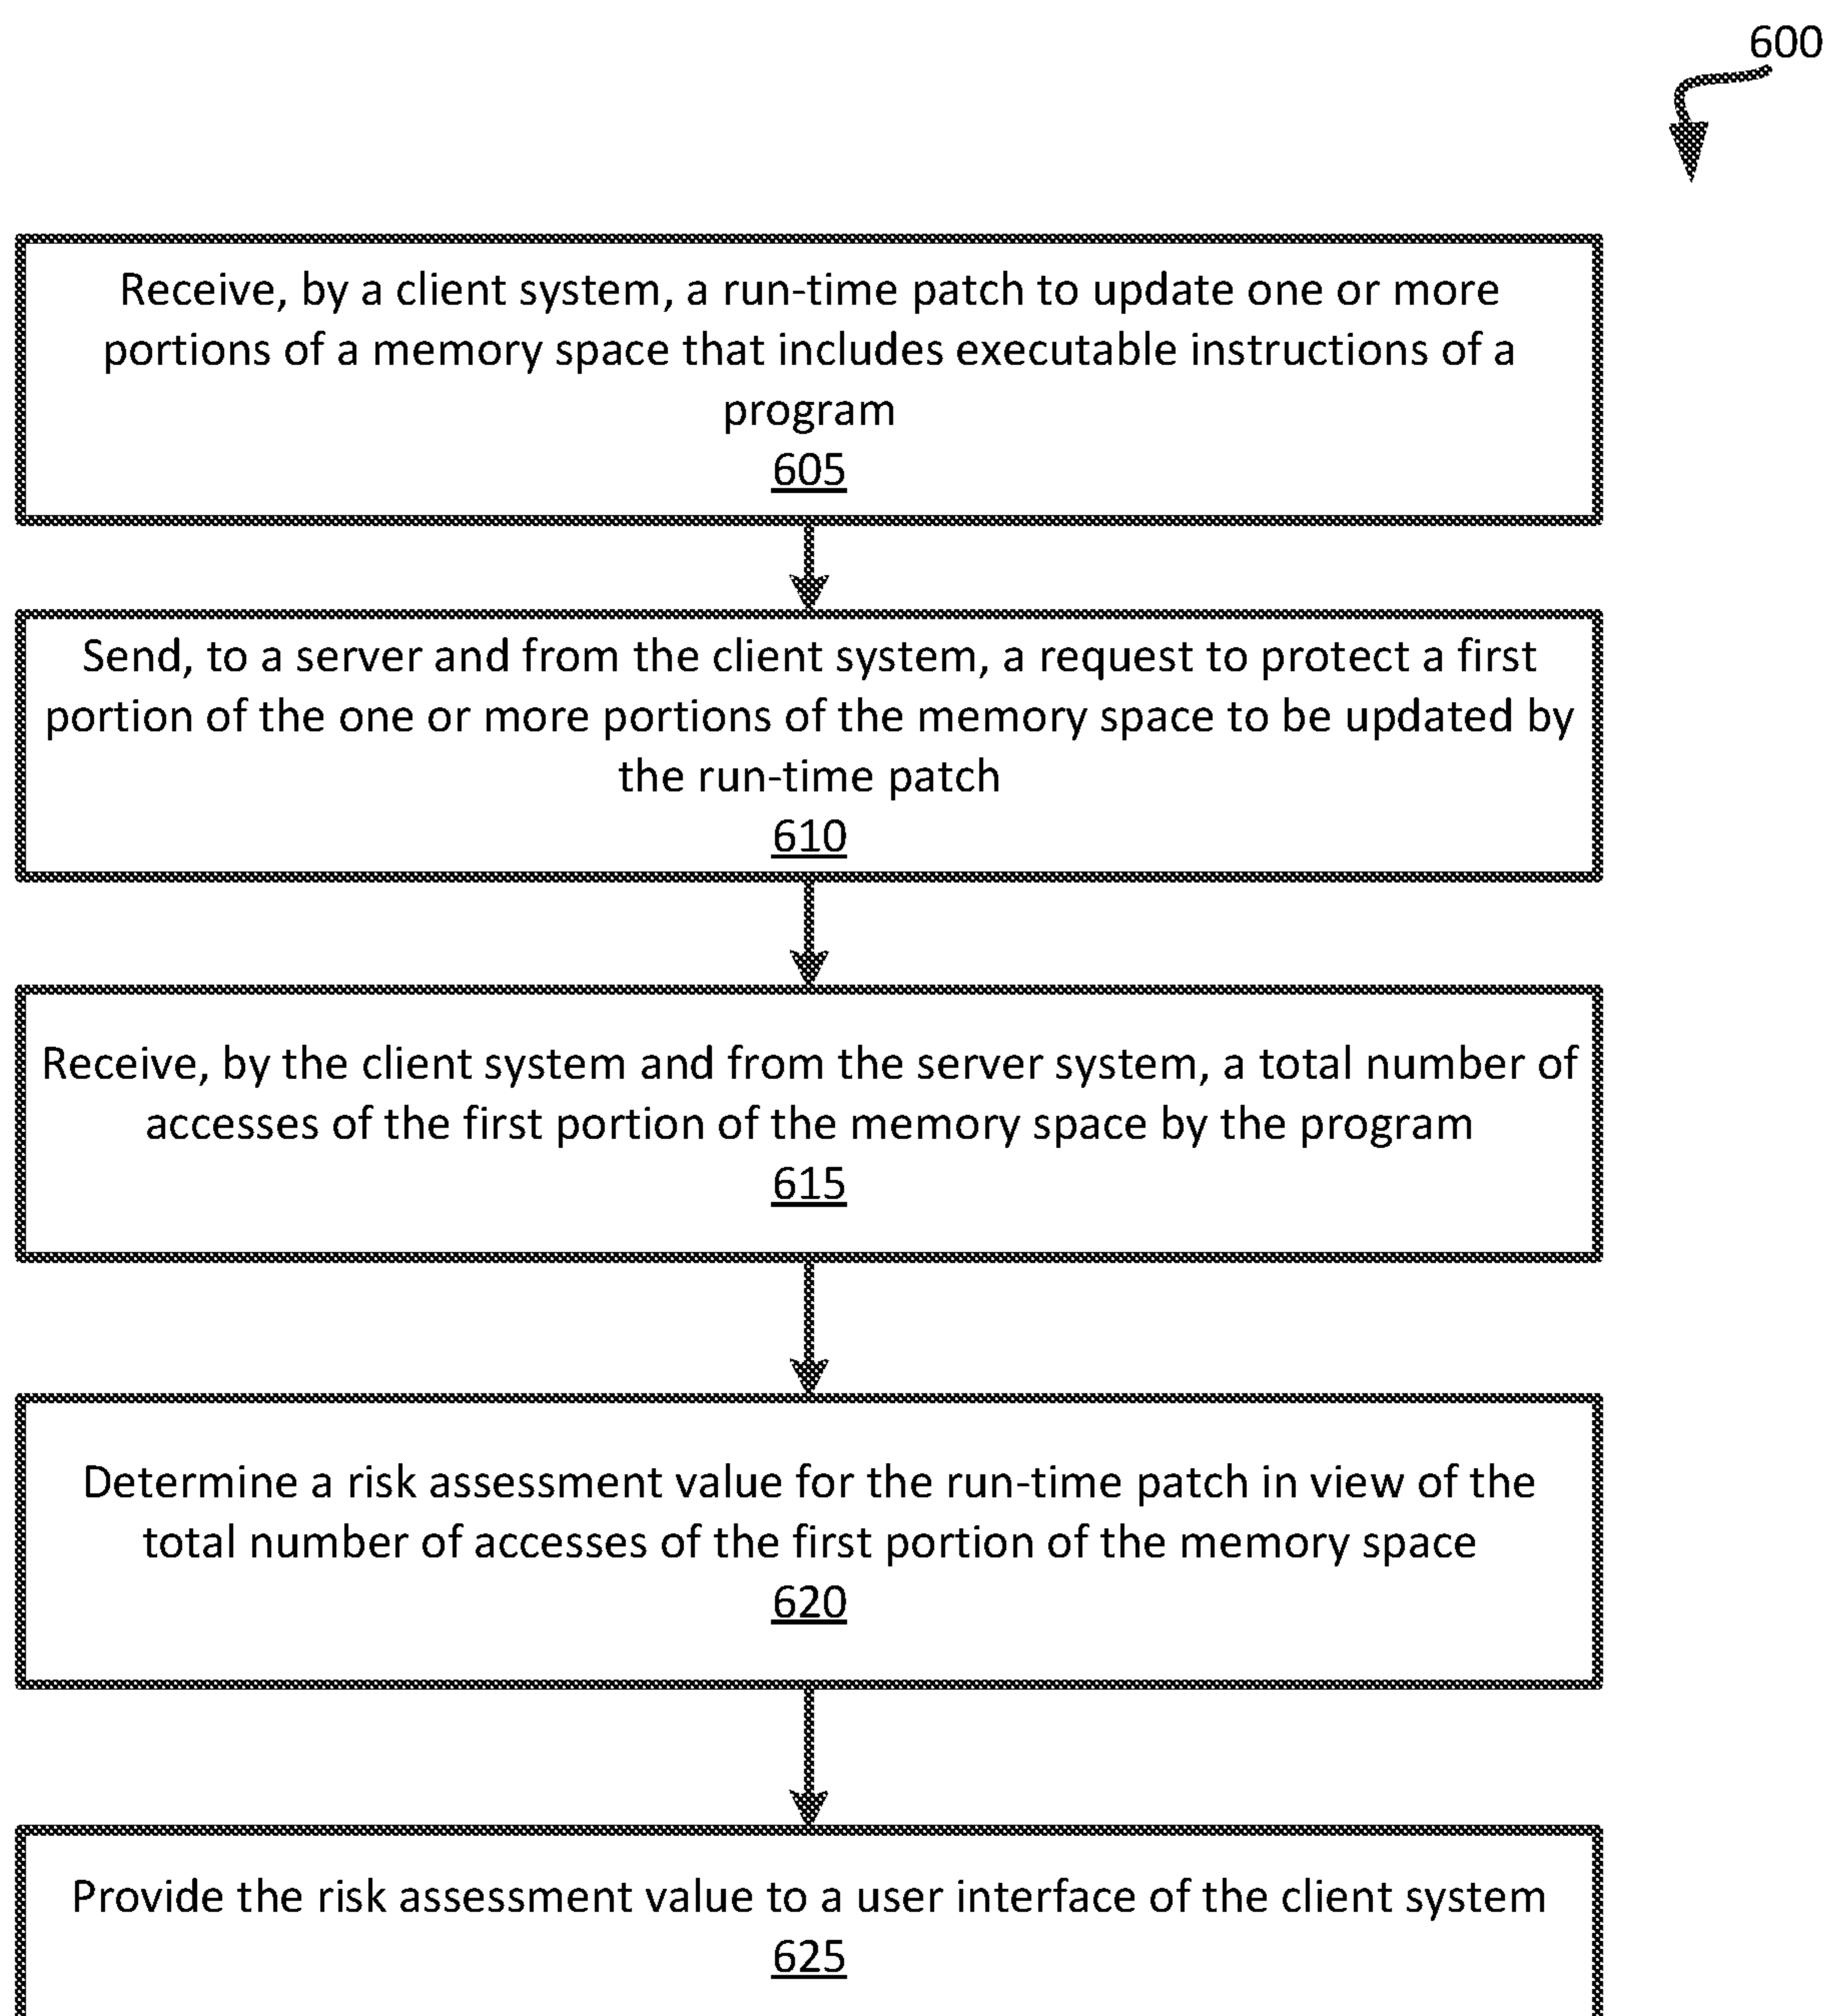 600
Receive, by a client system, a run-time patch to update one or more
portions of a memory space that includes executable instructions of a
program
605
Send, to a server and from the client system, a request to protect a first
portion of the one or more portions of the memory space to be updated by
the run-time patch
610
Receive, by the client system and from the server system, a total number of
accesses of the first portion of the memory space by the program
615
Determine a risk assessment value for the run-time patch in view of the
total number of accesses of the first portion of the memory space
620
Provide the risk assessment value to a user interface of the client system
625